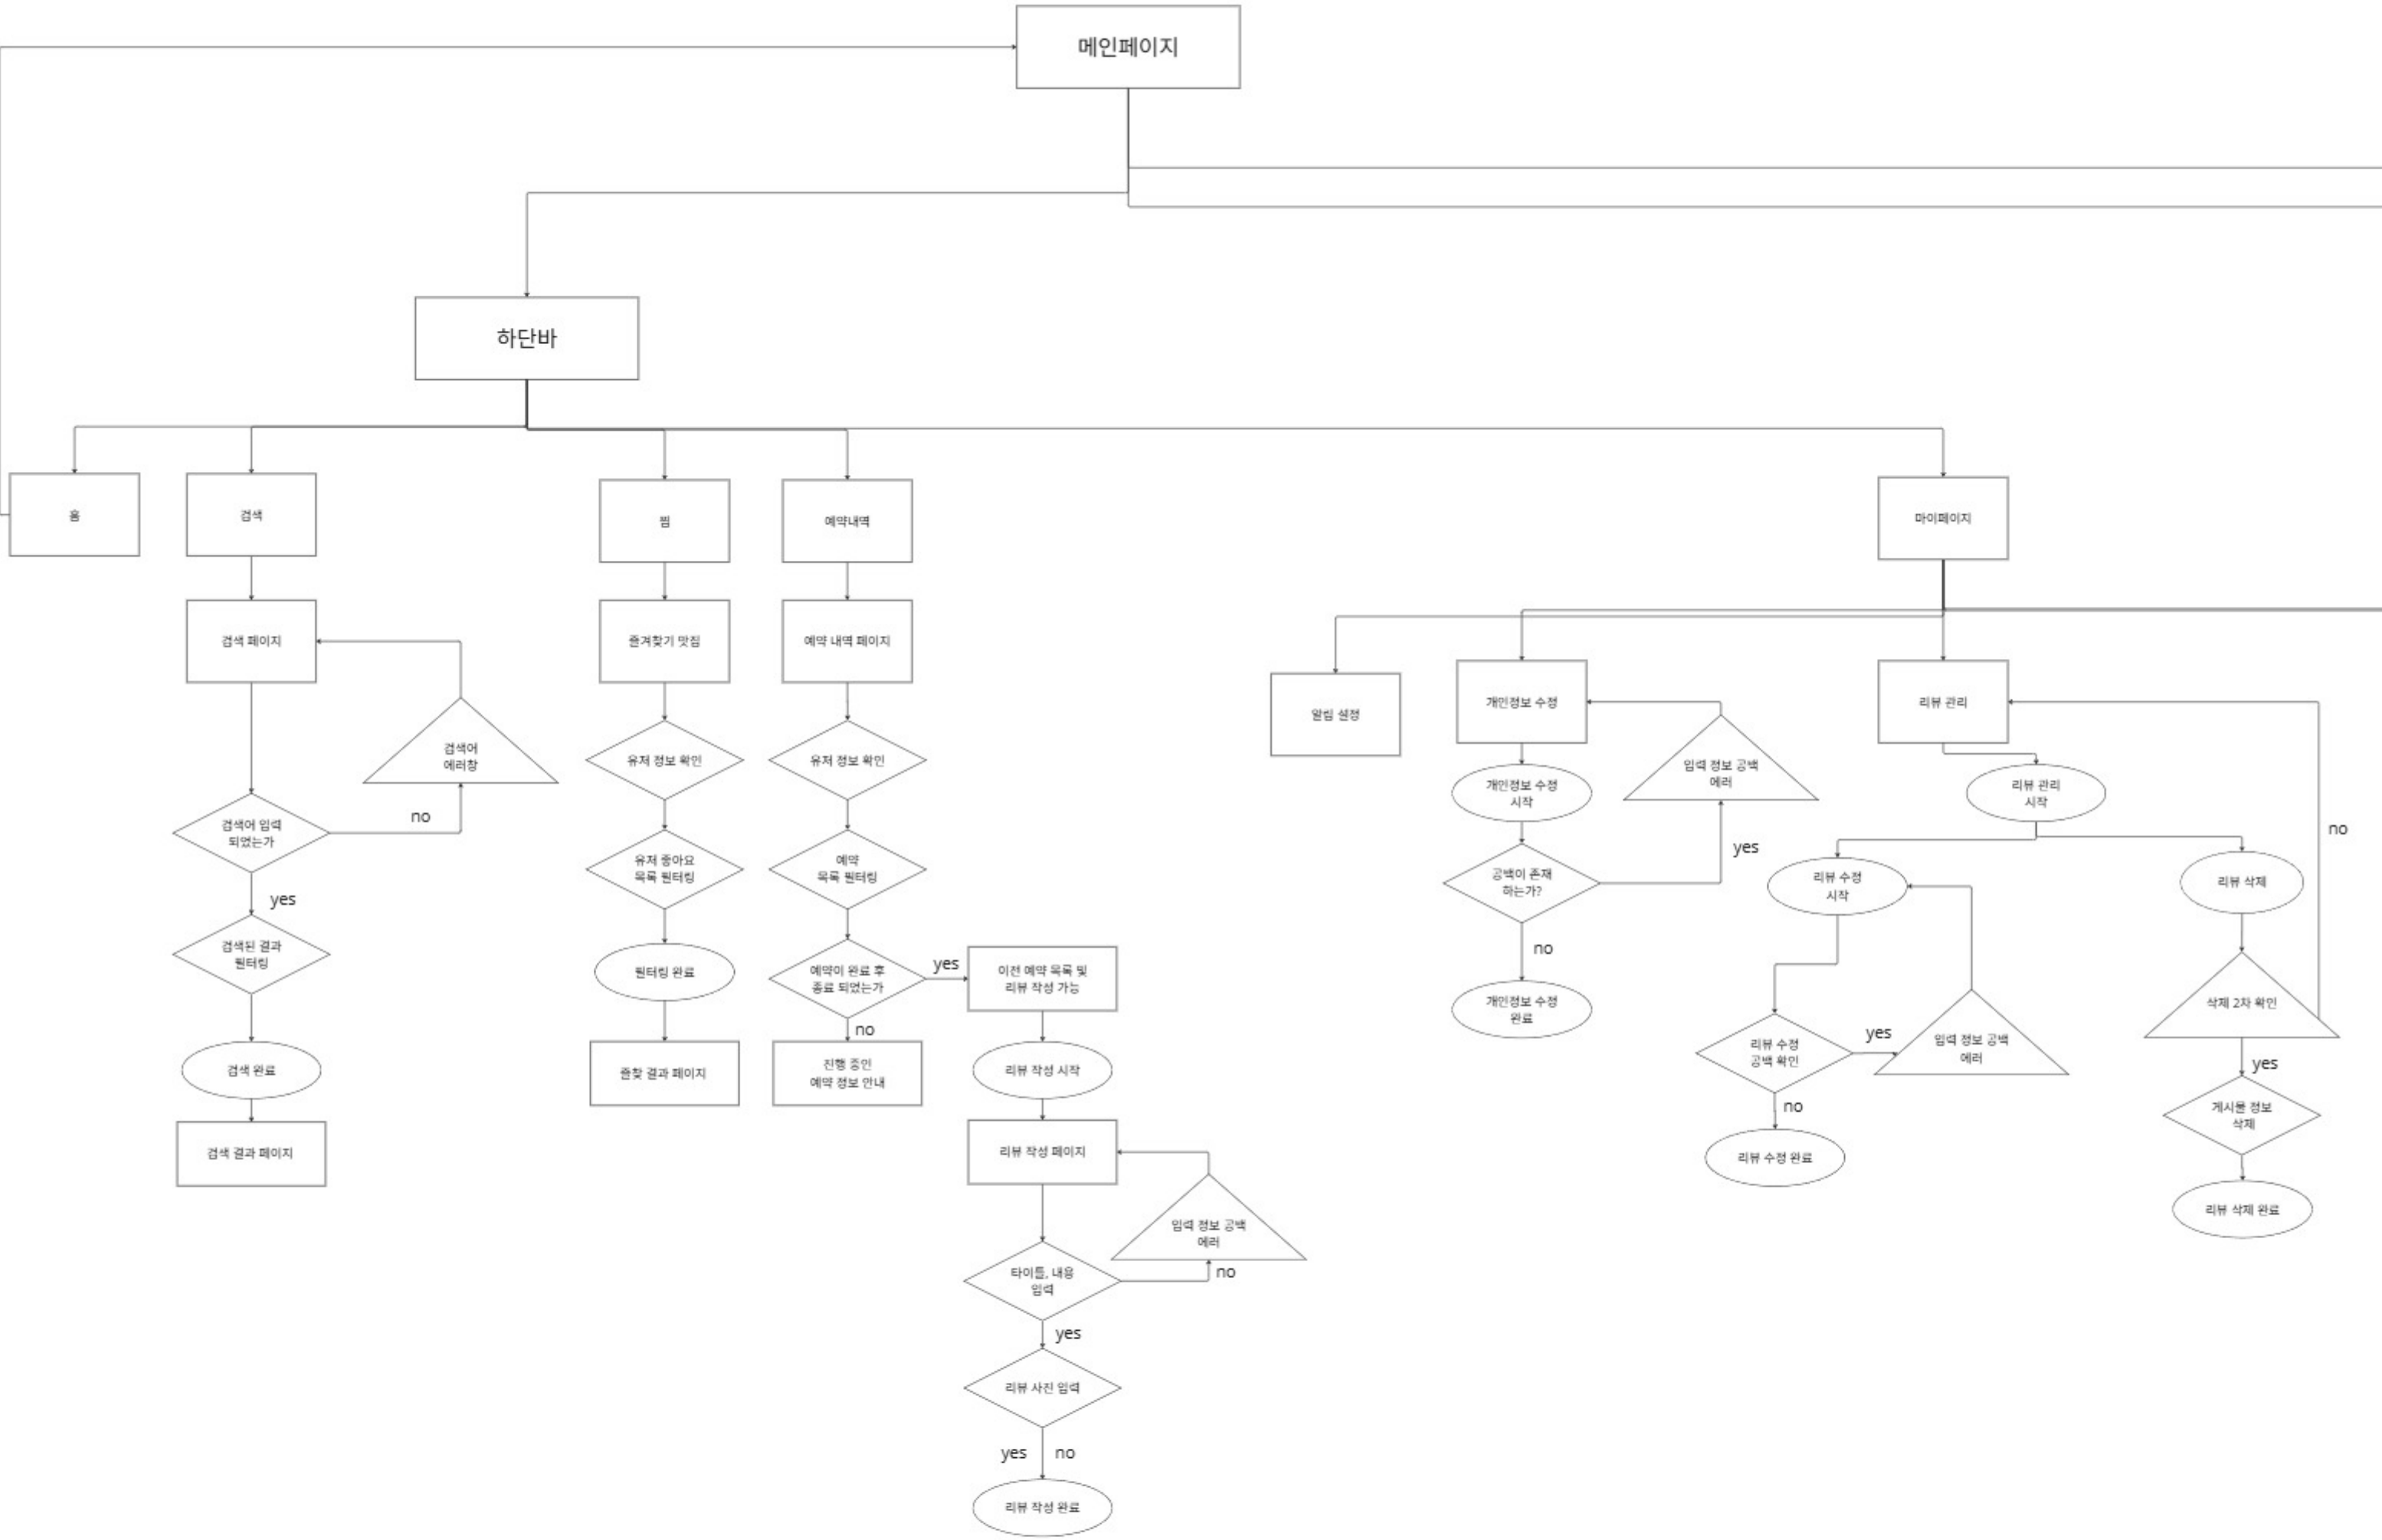 메인페이지
하단바
홈
검색
찜
예약내역
마이페이지
검색 페이지
즐겨찾기 맛집
예약 내역 페이지
알림 설정
개인정보 수정
리뷰 관리
검색어
에러창
유저 정보 확인
유저 정보 확인
입력 정보 공백
에러
개인정보 수정
시작
리뷰 관리
시작
검색어 입력
되었는가
no
yes
유저 좋아요
목록 필터링
예약
목록 필터링
공백이 존재
하는가?
yes
no
리뷰 수정
시작
리뷰 삭제
no
검색된 결과
필터링
필터링 완료
예약이 완료 후
종료 되었는가
yes
no
이전 예약 목록 및
리뷰 작성 가능
개인정보 수정
완료
삭제 2차 확인
yes
리뷰 수정
공백 확인
yes
no
입력 정보 공백
에러
검색 완료
즐찾 결과 페이지
진행 중인
예약 정보 안내
리뷰 작성 시작
게시물 정보
삭제
검색 결과 페이지
리뷰 작성 페이지
리뷰 수정 완료
리뷰 삭제 완료
입력 정보 공백
에러
타이틀, 내용
입력
no
yes
리뷰 사진 입력
yes
no
리뷰 작성 완료